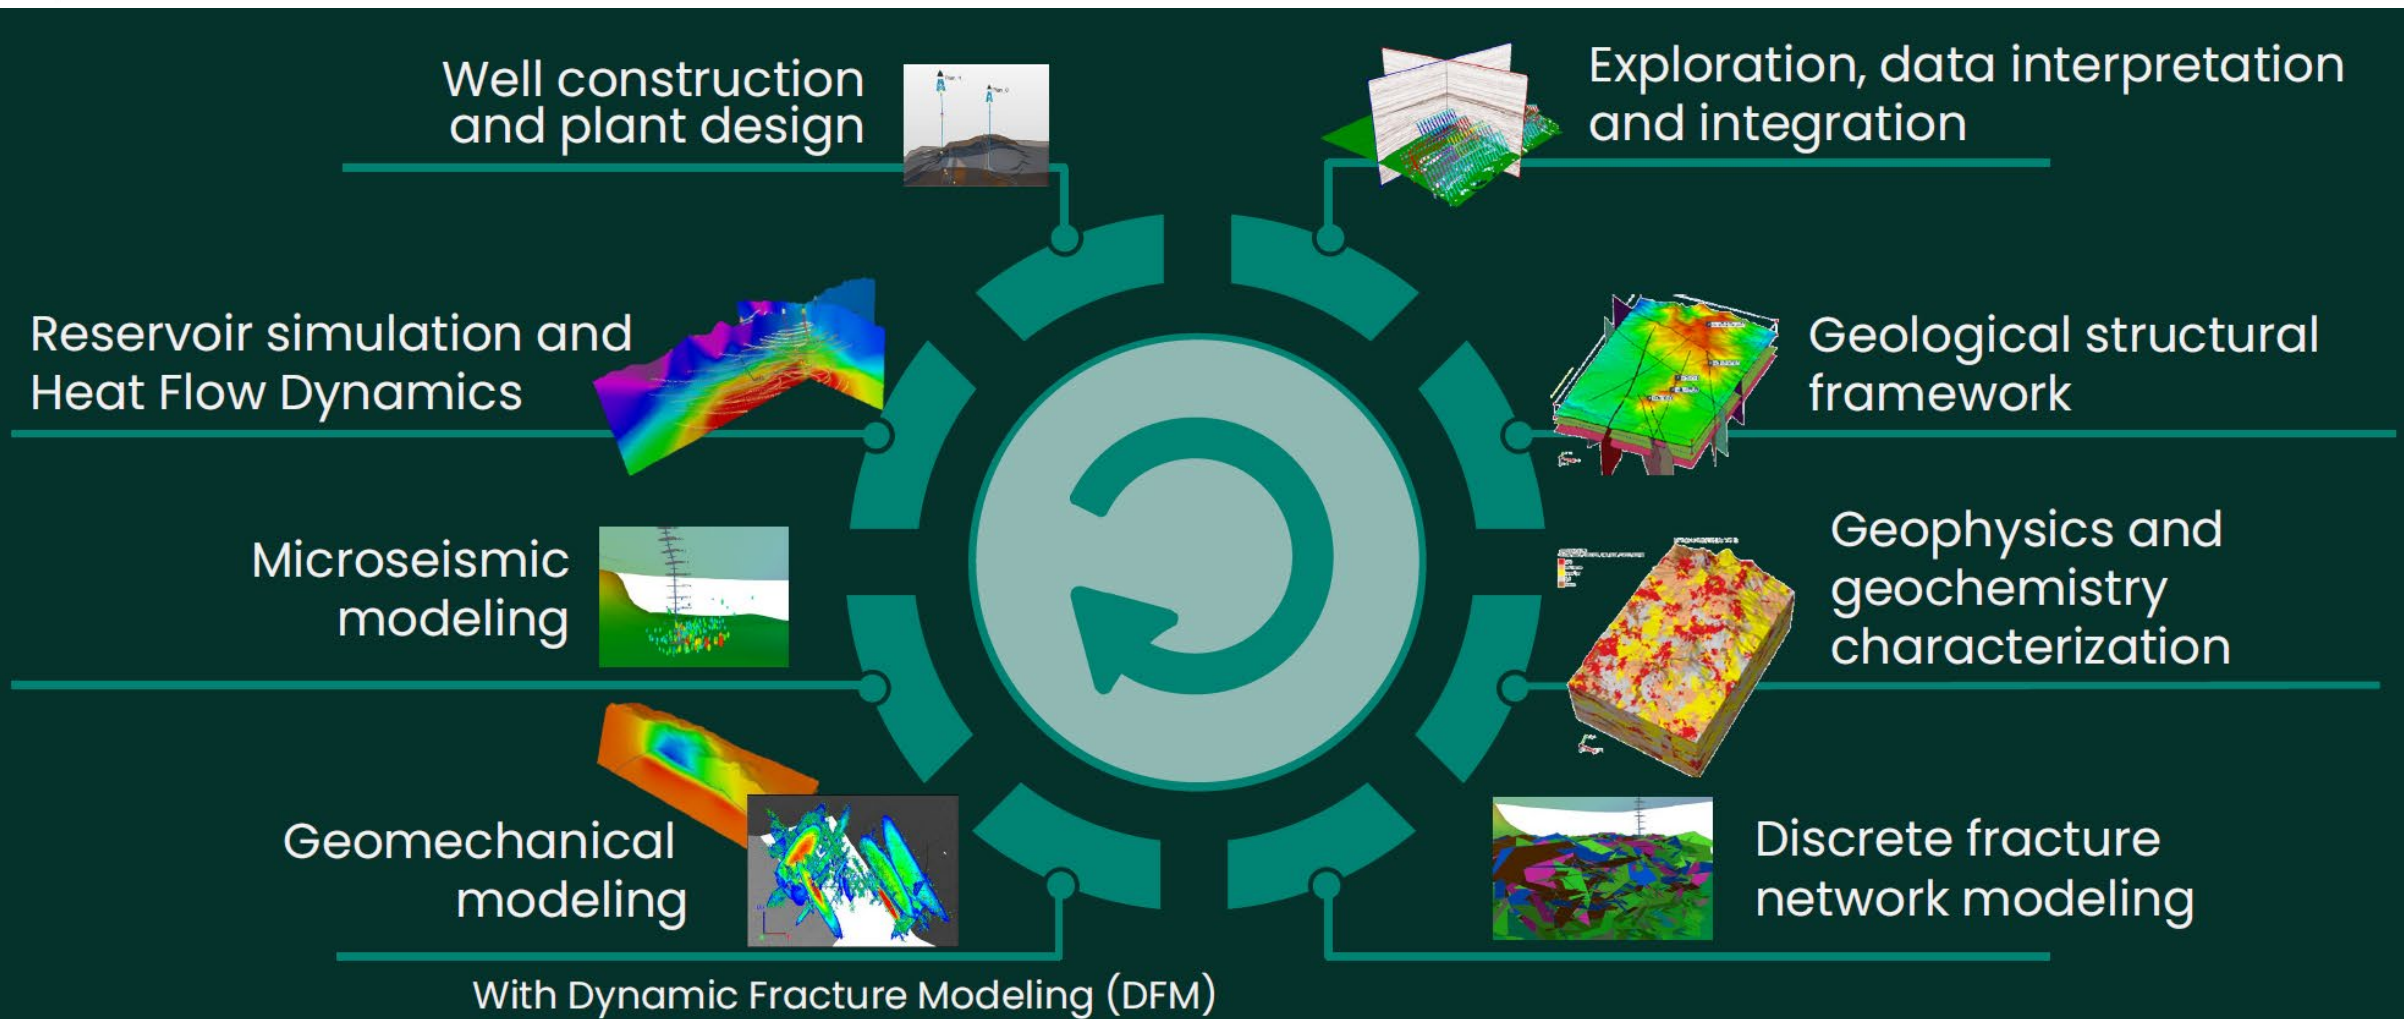 Well construction
and plant design
Exploration, data interpretation
and integration
Reservoir simulation and
Heat Flow Dynamics
Geological structural
framework
Microseismic
modeling
Geophysics and
geochemistry
characterization
Geomechanical
modeling
Discrete fracture
network modeling
With Dynamic Fracture Modeling (DFM)